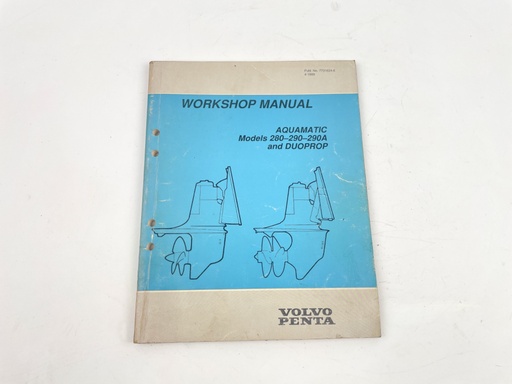 WORKSHOP MANUAL
AQUAMATIC
Models 280-290-290A
and DUOPROP
VOLVO
PENTA